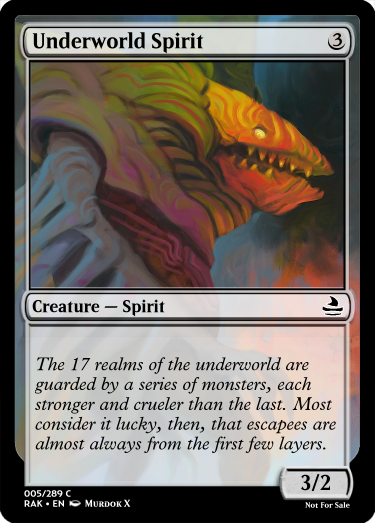 Underworld Spirit 3
Creature — Spirit
The 17 realms of the underworld are
guarded by a series of monsters, each
stronger and crueler than the last. Most
consider it lucky, then, that escapees are
almost always from the first few layers.
3/2
005/289 C
RAK • EN Murdok X
Not For Sale